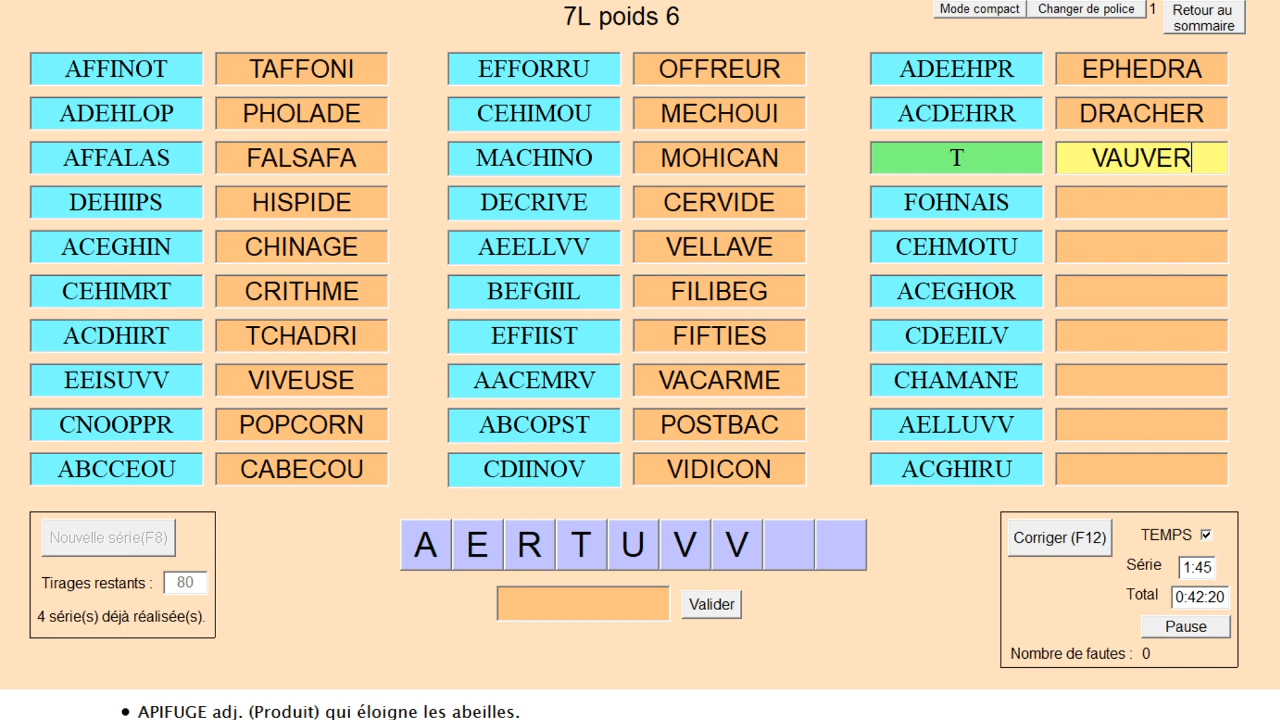 7L poids 6
Mode compact Changer de police 1 Retour au sommaire
AFFINOT TAFFONI EFFORRU OFFREUR ADEEHPR EPHEDRA
ADEHLOP PHOLADE CEHIMOU MECHOUI ACDEHRR DRACHER
AFFALAS FALSAFA MACHINO MOHICAN T VAUVER
DEHIIPS HISPIDE DECRIVE CERVIDE FOHNAIS
ACEGHIN CHINAGE AEELLVV VELLAVE CEHMOTU
CEHIMRT CRITHME BEFGIIL FILIBEG ACEGHOR
ACDHIRT TCHADRI EFFIIST FIFTIES CDEEILV
EEISUVV VIVEUSE AACEMRV VACARME CHAMANE
CNOOPPR POPCORN ABCOPST POSTBAC AELLUVV
ABCCEOU CABECOU CDIINOV VIDICON ACGHIRU
Nouvelle série(F8)
Tirages restants : 80
4 série(s) déjà réalisée(s).
A E R T U V V
Valider
Corriger (F12) TEMPS
Série 1:45
Total 0:42:20
Pause
Nombre de fautes : 0
• APIFUGE adj. (Produit) qui éloigne les abeilles.